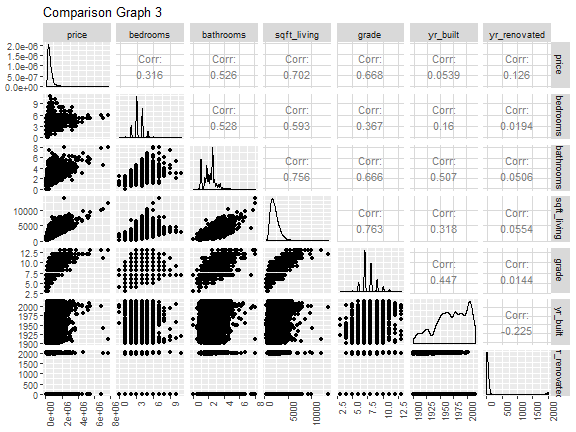 Comparison Graph 3
price bedrooms bathrooms sqft_living grade yr_built yr_renovated
2.0e-06
1.5e-06
1.0e-06
5.0e-07
0.0e+00
Corr: Corr: Corr: Corr: Corr: Corr:
0.316 0.526 0.702 0.668 0.0539 0.126
price
9
6
3
0
Corr: Corr: Corr: Corr: Corr:
0.528 0.593 0.367 0.16 0.0194
bedrooms
8
6
4
2
0
Corr: Corr: Corr: Corr:
0.756 0.666 0.507 0.0506
bathrooms
10000
5000
0
Corr: Corr: Corr:
0.763 0.318 0.0554
sqft_living
12.5
10.0
7.5
5.0
2.5
Corr: Corr:
0.447 0.0144
grade
2000
1975
1950
1925
1900
Corr:
-0.225
yr_built
2000
1500
1000
500
0
r_renovated
0e+00 2e+06 4e+06 6e+06 8e+06 0 3 6 9 0 2 4 6 8 0 5000 10000 2.5 5.0 7.5 10.0 12.5 1900 1925 1950 1975 2000 0 500 1000 1500 2000